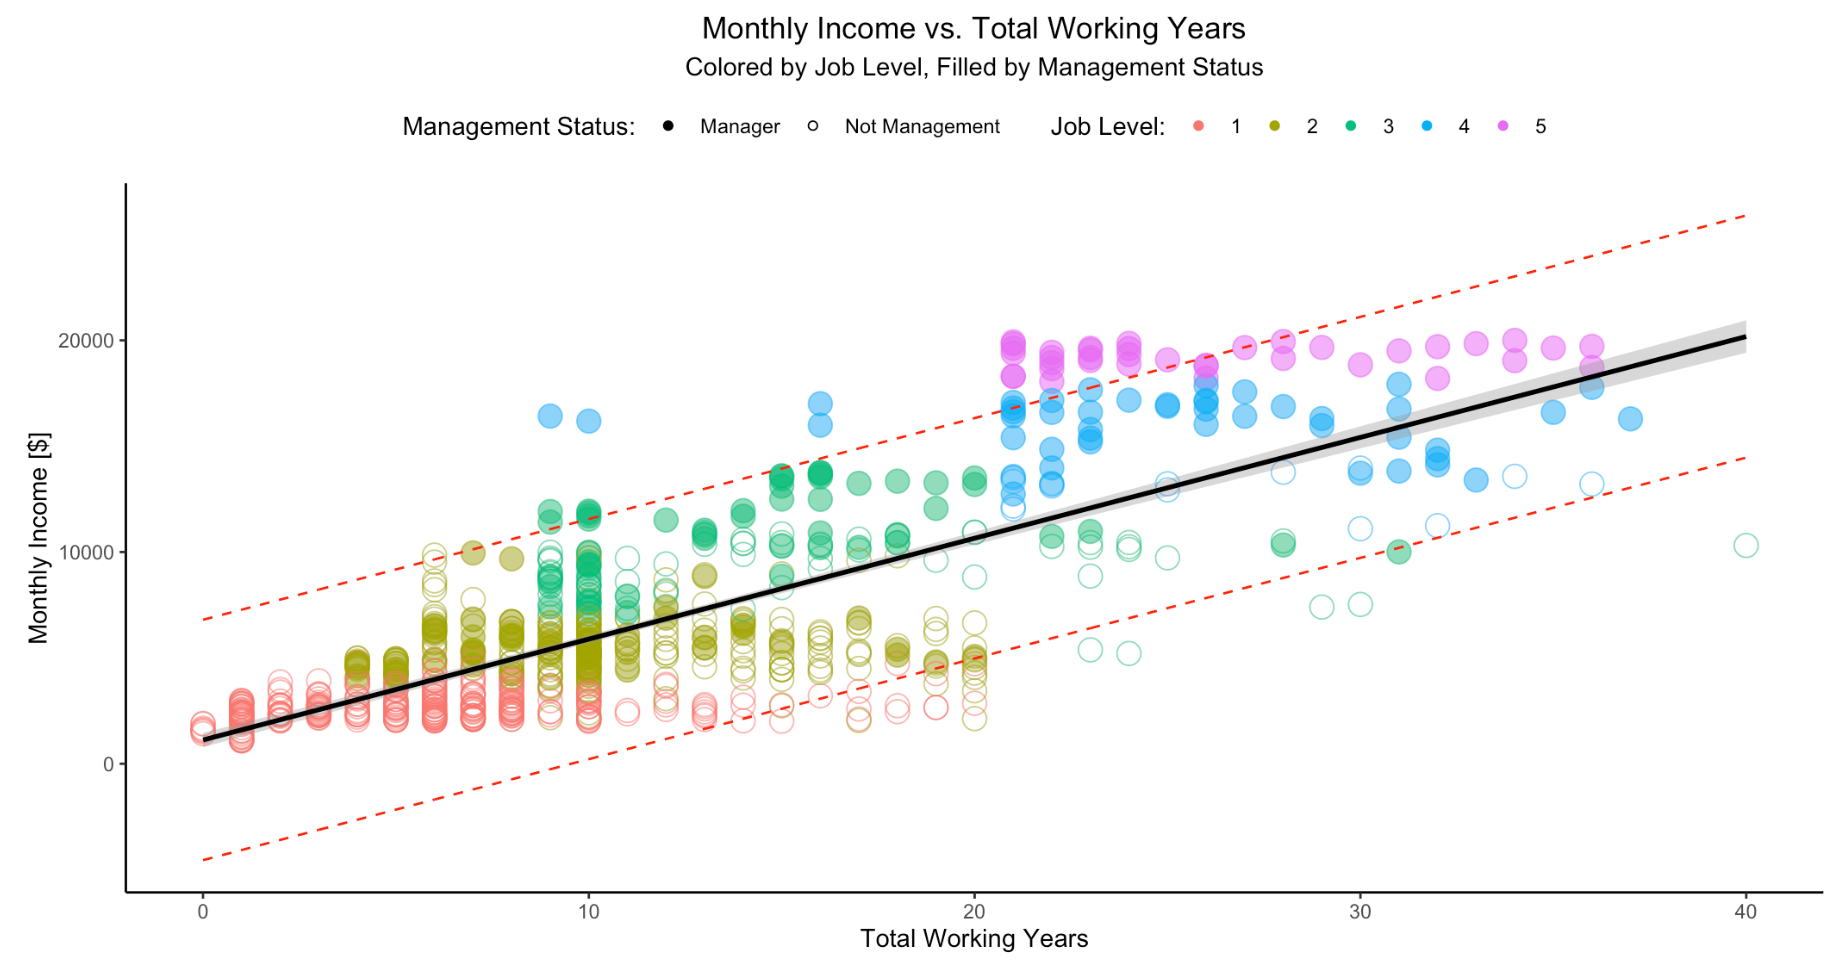 Monthly Income vs. Total Working Years
Colored by Job Level, Filled by Management Status
Management Status: Manager Not Management Job Level: 1 2 3 4 5
Monthly Income [$]
20000
10000
0
0 10 20 30 40
Total Working Years